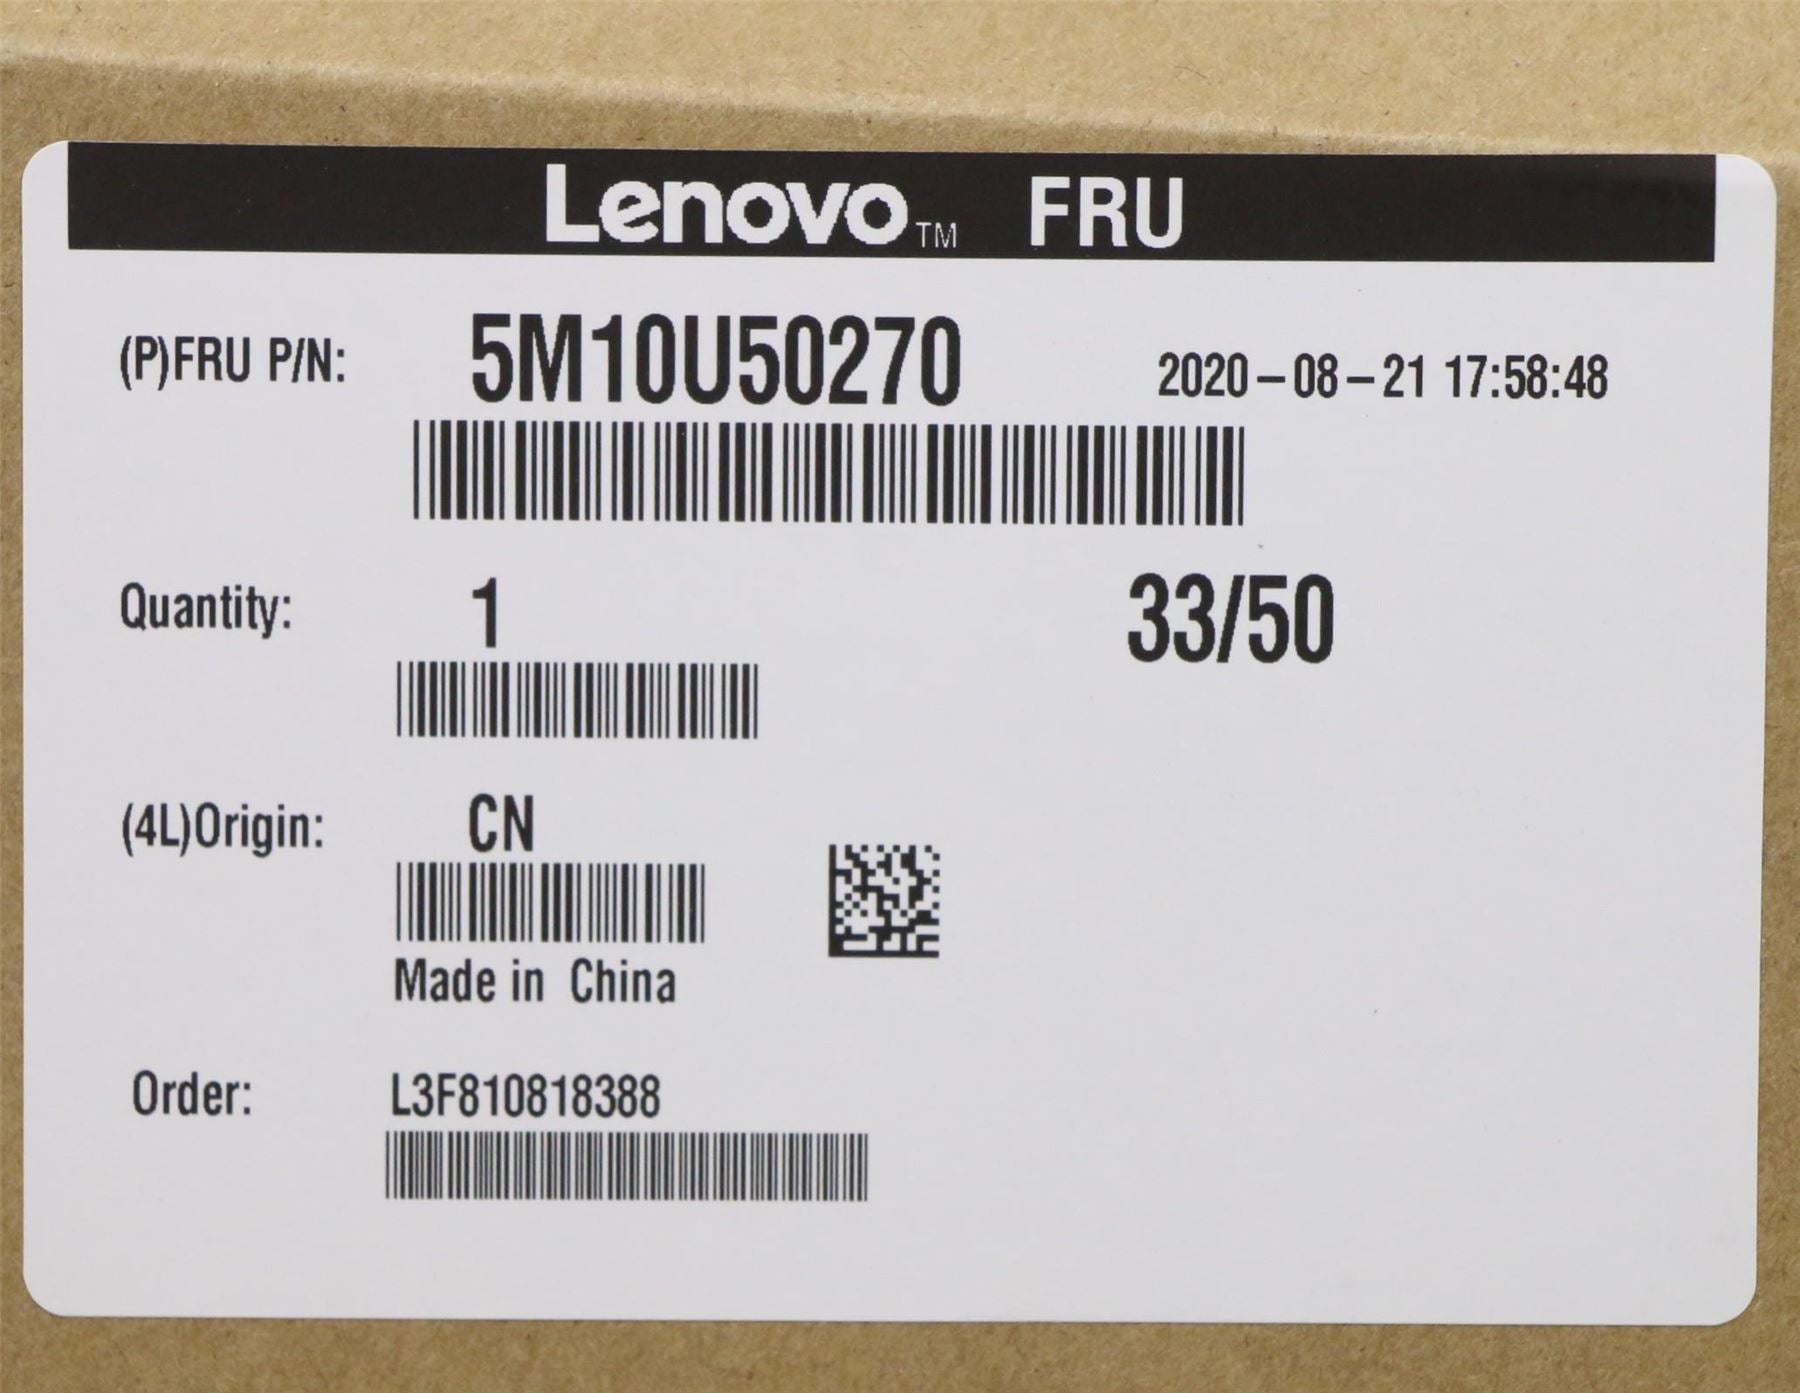 Lenovo™ FRU
(P)FRU P/N: 5M10U50270 2020-08-21 17:58:48
Quantity: 1 33/50
(4L)Origin: CN
Made in China
Order: L3F810818388